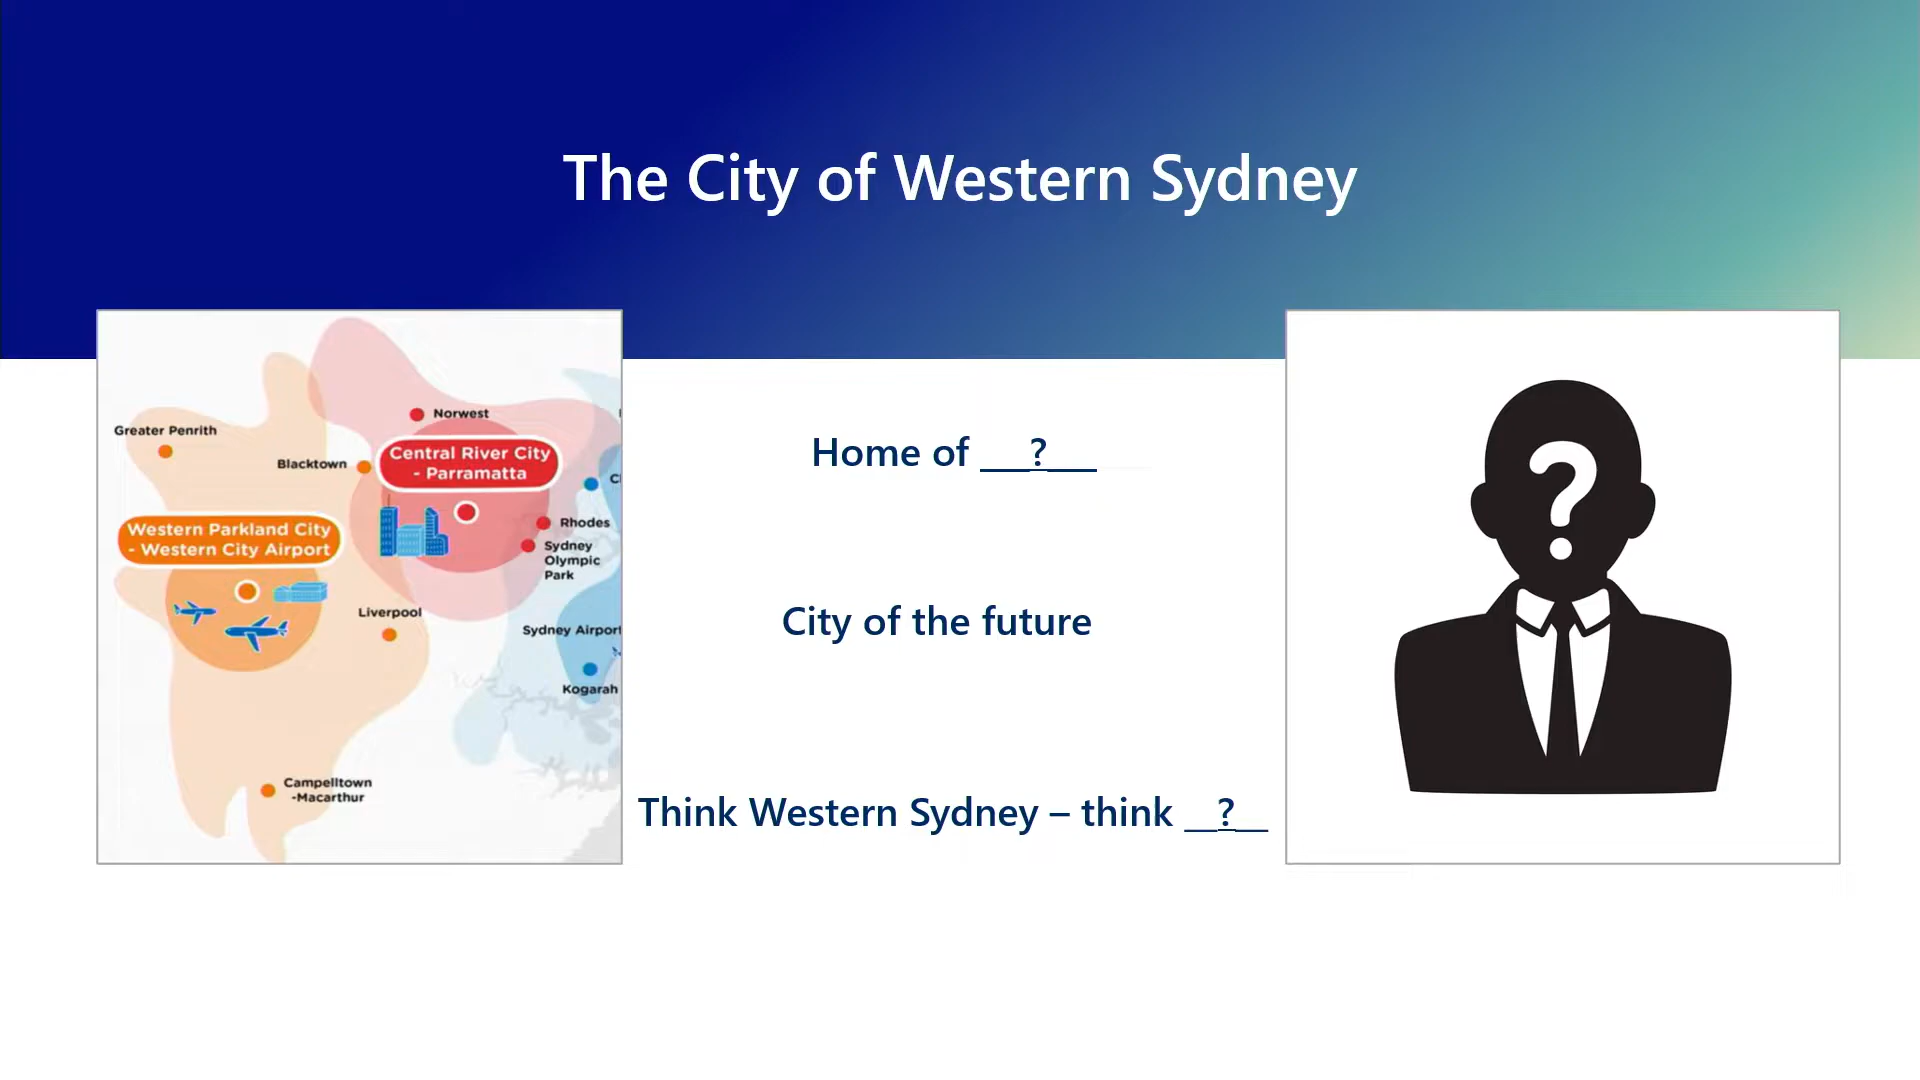 The City of Western Sydney
Norwest
Greater Penrith
Central River City
- Parramatta
Blacktown
Western Parkland City
- Western City Airport
Rhodes
Sydney
Olympic
Park
Liverpool
Sydney Airport
Kogarah
Campelltown
-Macarthur
Home of ___?___
City of the future
Think Western Sydney – think __?__
?